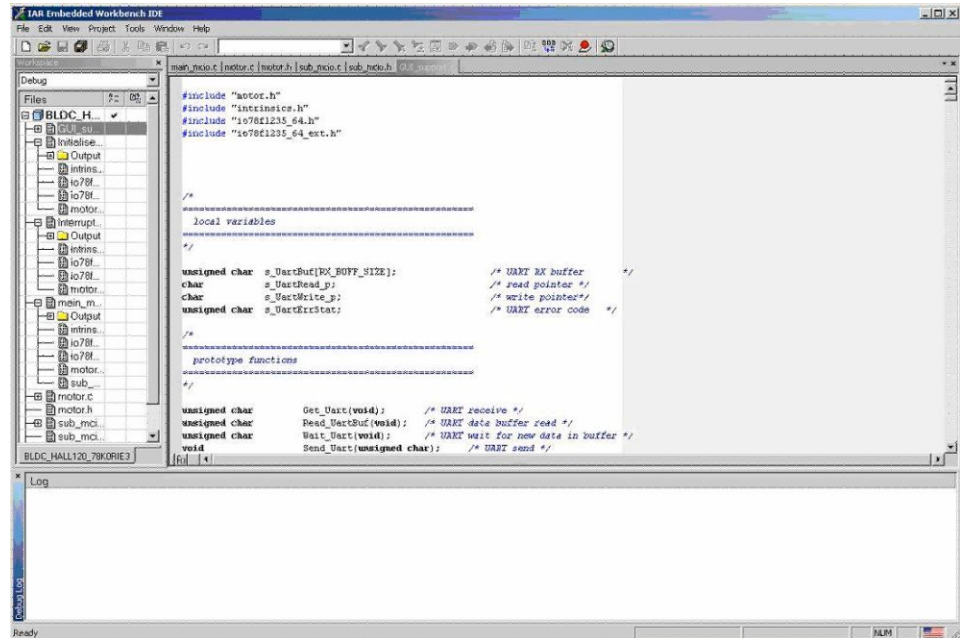 IAR Embedded Workbench IDE
File Edit View Project Tools Window Help
Workspace
main_mcio.c | motor.c | motor.h | sub_mcio.c | sub_mcio.h | GUI_support.c
Debug
Files
BLDC_H...
GUI_su...
Initialise...
Output
intrins...
io78f...
io78f...
motor...
Interrupt...
Output
intrins...
io78f...
io78f...
motor...
main_m...
Output
intrins...
io78f...
io78f...
motor...
sub_...
motor.c
motor.h
sub_mci...
sub_mci...
BLDC_HALL120_78K0RIE3
#include "motor.h"
#include "intrinsics.h"
#include "io78f1235_64.h"
#include "io78f1235_64_ext.h"
/*
local variables
*/
unsigned char s_UartBuf[RX_BUFF_SIZE]; /* UART RX buffer */
char s_UartRead_p; /* read pointer */
char s_UartWrite_p; /* write pointer*/
unsigned char s_UartErrStat; /* UART error code */
/*
prototype functions
*/
unsigned char Get_Uart(void); /* UART receive */
unsigned char Read_UartBuf(void); /* UART data buffer read */
unsigned char Wait_Uart(void); /* UART wait for new data in buffer */
void Send_Uart(unsigned char); /* UART send */
Log
Debug Log
Ready
NUM